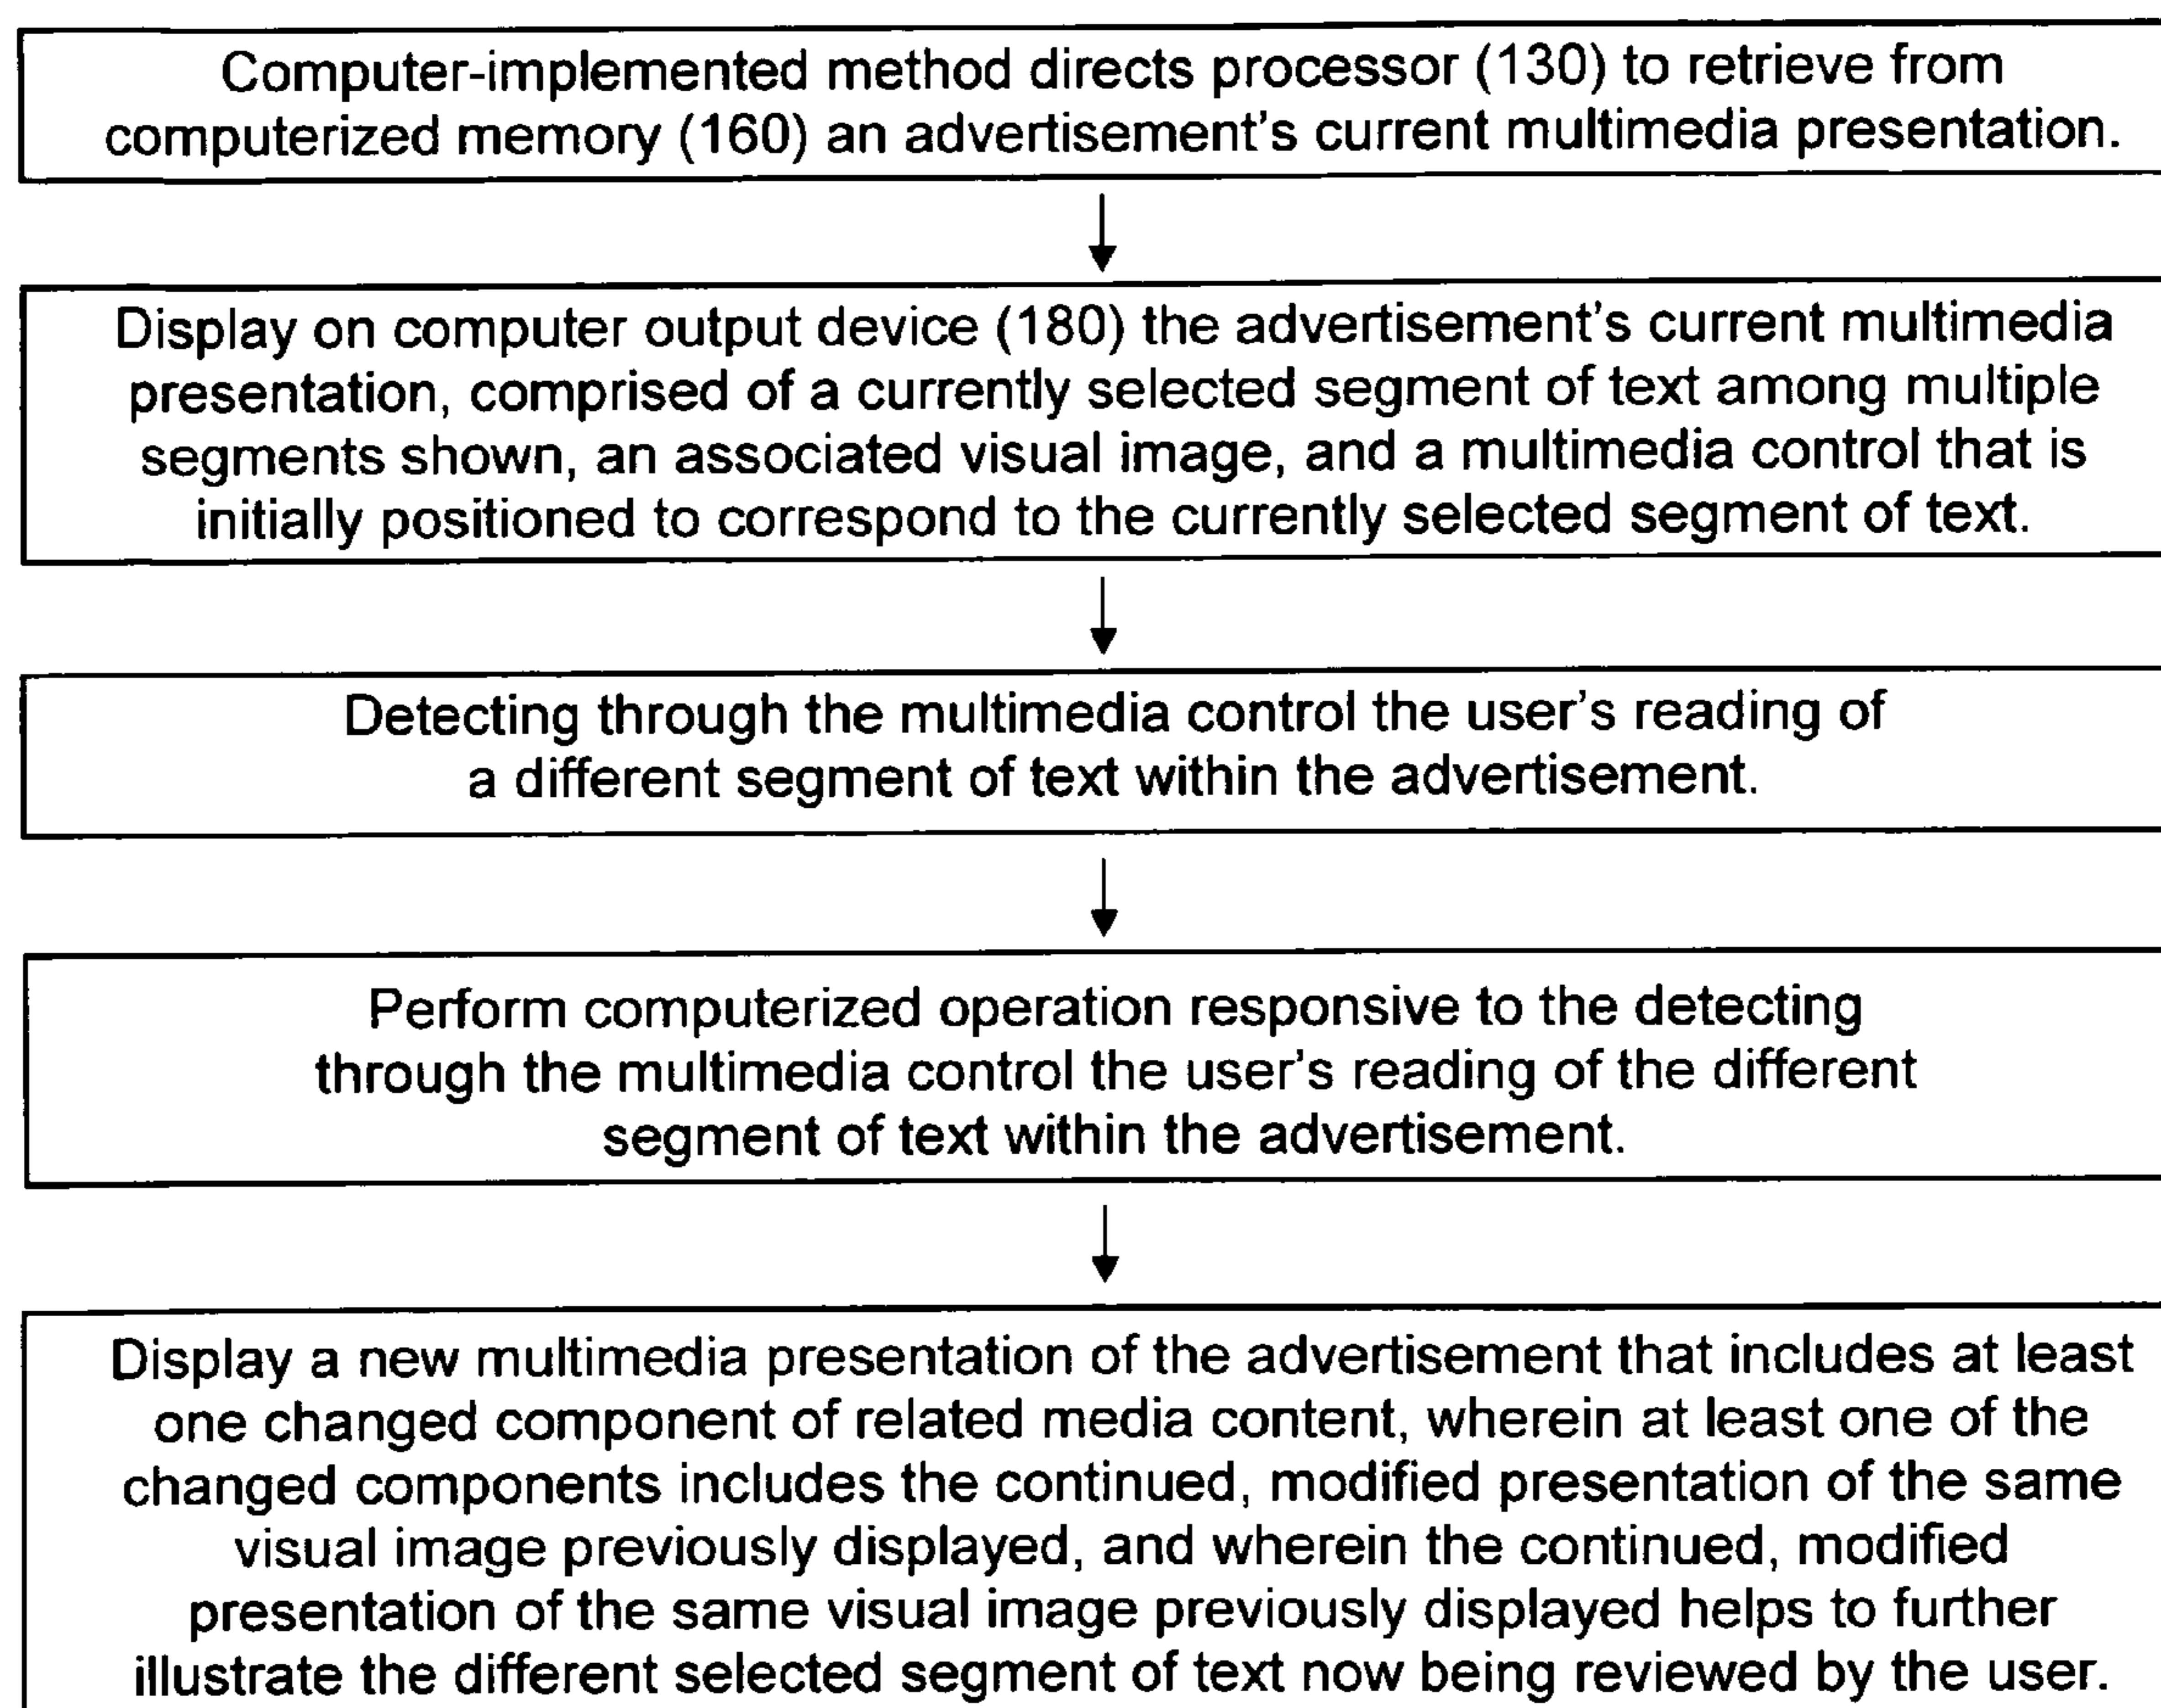 Computer-implemented method directs processor (130) to retrieve from
computerized memory (160) an advertisement's current multimedia presentation.
Display on computer output device (180) the advertisement's current multimedia
presentation, comprised of a currently selected segment of text among multiple
segments shown, an associated visual image, and a multimedia control that is
initially positioned to correspond to the currently selected segment of text.
Detecting through the multimedia control the user's reading of
a different segment of text within the advertisement.
Perform computerized operation responsive to the detecting
through the multimedia control the user's reading of the different
segment of text within the advertisement.
Display a new multimedia presentation of the advertisement that includes at least
one changed component of related media content, wherein at least one of the
changed components includes the continued, modified presentation of the same
visual image previously displayed, and wherein the continued, modified
presentation of the same visual image previously displayed helps to further
illustrate the different selected segment of text now being reviewed by the user.